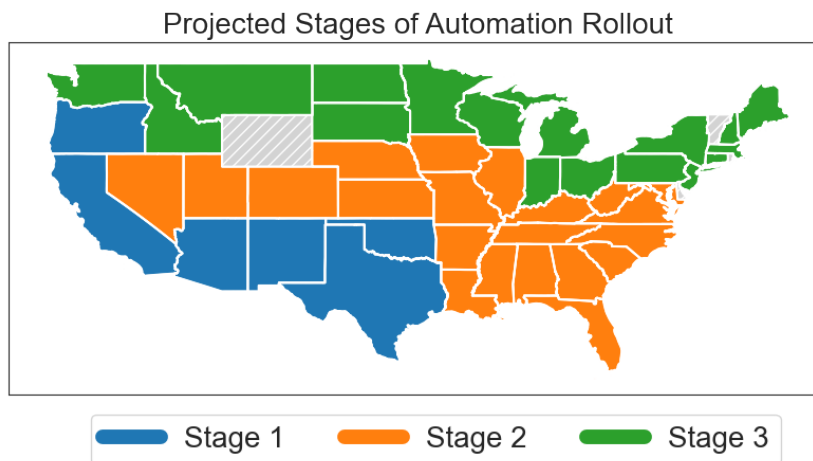 Projected Stages of Automation Rollout
Stage 1 Stage 2 Stage 3